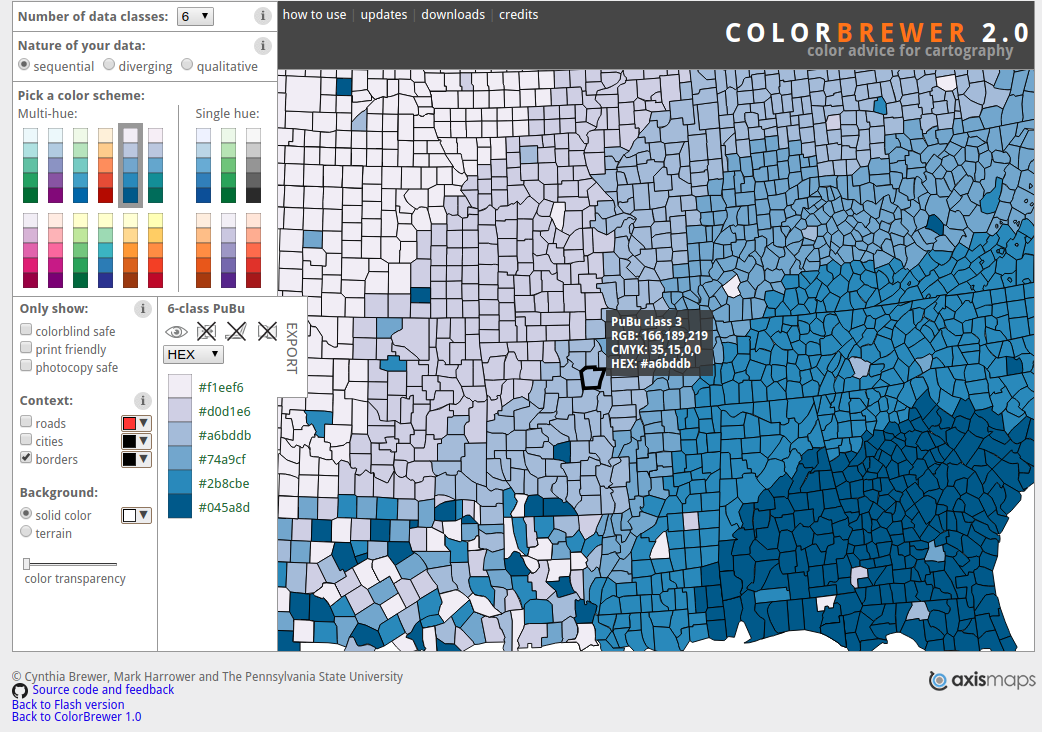 Number of data classes: 6 i
how to use updates downloads credits
COLORBREWER 2.0
color advice for cartography
Nature of your data: i
sequential diverging qualitative
Pick a color scheme:
Multi-hue: Single hue:
Only show: i
colorblind safe
print friendly
photocopy safe
Context: i
roads
cities
borders
Background:
solid color
terrain
color transparency
6-class PuBu
HEX
EXPORT
#f1eef6
#d0d1e6
#a6bddb
#74a9cf
#2b8cbe
#045a8d
PuBu class 3
RGB: 166,189,219
CMYK: 35,15,0,0
HEX: #a6bddb
© Cynthia Brewer, Mark Harrower and The Pennsylvania State University
Source code and feedback
Back to Flash version
Back to ColorBrewer 1.0
axismaps